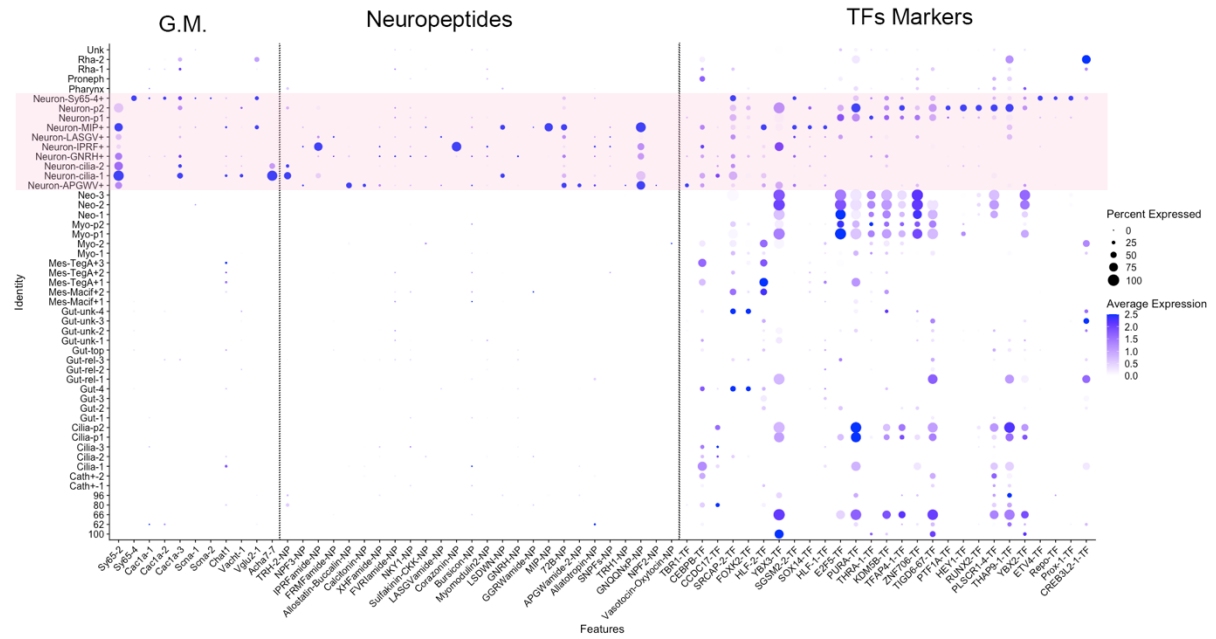 G.M.
Neuropeptides
TFs Markers
Unk
Rha-2
Rha-1
Proneph
Pharynx
Neuron-Sy65-4+
Neuron-p2
Neuron-p1
Neuron-MIP+
Neuron-LASGV+
Neuron-IPRF+
Neuron-GNRH+
Neuron-cilia-2
Neuron-cilia-1
Neuron-APGWV+
Neo-3
Neo-2
Neo-1
Myo-p2
Myo-p1
Myo-2
Myo-1
Mes-TegA+3
Mes-TegA+2
Mes-TegA+1
Mes-Macif+2
Mes-Macif+1
Gut-unk-4
Gut-unk-3
Gut-unk-2
Gut-unk-1
Gut-top
Gut-rel-3
Gut-rel-2
Gut-rel-1
Gut-4
Gut-3
Gut-2
Gut-1
Cilia-p2
Cilia-p1
Cilia-3
Cilia-2
Cilia-1
Cath+-2
Cath+-1
96
80
66
62
100
Identity
Sy65-2
Sy65-4
Cac1a-1
Cac1a-2
Cac1a-3
Scna-1
Scna-2
Chat1
Vacht-1
Vglu2-1
Acha7-7
TRH-2-NP
NPF3-NP
IPRFamide-NP
FRMFamide-NP
Allostatin-Buccalin-NP
Calcitonin-NP
XHFamide-NP
FVRIamide-NP
NKY1-NP
Sulfakinin-CKK-NP
LASGVamide-NP
Corazonin-NP
Bursicon-NP
Myomodulin2-NP
LSDWN-NP
GNRH-NP
GGRWamide-NP
MIP-NP
72B-NP
APGWamide-2-NP
Allotropin-NP
SNPFs-NP
TRH1-NP
GNQQN×P-NP
NPF2-NP
Vasotocin-Oxylocin-NP
TBR1-TF
CEBPB-TF
CCDC17-TF
SRCAP-2-TF
FOXK2-TF
HLF-2-TF
YBX3-TF
SGSM2-2-TF
SOX14-TF
HLF-1-TF
E2F5-TF
PURA-TF
THRA-1-TF
KDM5B-TF
TFAP4-1-TF
ZNF706-TF
TIGD6-67-TF
PTF1A-TF
HEY1-TF
RUNX2-TF
PLSCR1-4-TF
THAP9-1-TF
YBX2-TF
ETV4-TF
Repo-TF
Prox-1-TF
CREB3L2-1-TF
Features
Percent Expressed
0
25
50
75
100
Average Expression
2.5
2.0
1.5
1.0
0.5
0.0